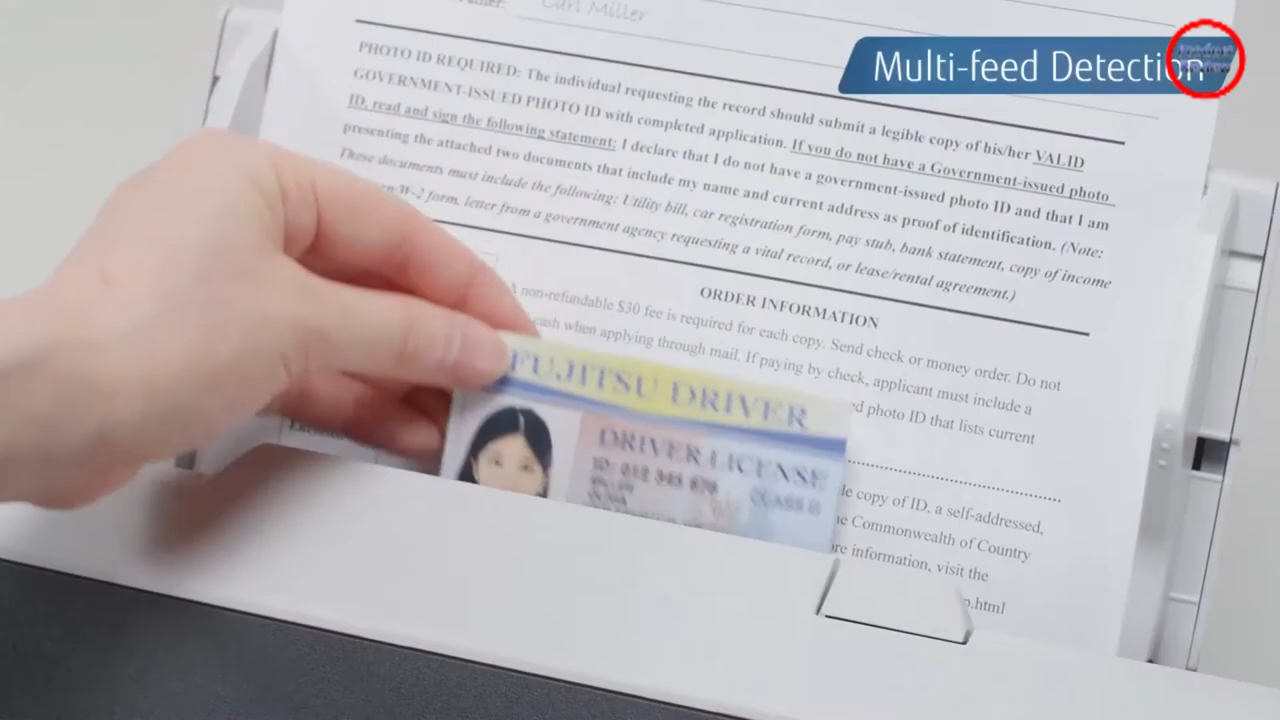 Carl Miller
Multi-feed Detection
PHOTO ID REQUIRED: The individual requesting the record should submit a legible copy of his/her VALID
GOVERNMENT-ISSUED PHOTO ID with completed application. If you do not have a Government-issued photo
ID, read and sign the following statement: I declare that I do not have a government-issued photo ID and that I am
presenting the attached two documents that include my name and current address as proof of identification. (Note:
These documents must include the following: Utility bill, car registration form, pay stub, bank statement, copy of income
W-2 form, letter from a government agency requesting a vital record, or lease/rental agreement.)
ORDER INFORMATION
A non-refundable $30 fee is required for each copy. Send check or money order. Do not
cash when applying through mail. If paying by check, applicant must include a
photo ID that lists current
copy of ID, a self-addressed,
Commonwealth of Country
information, visit the
.html
FUJITSU DRIVER
DRIVER LICENSE
ID: 012 345 678
CLASS